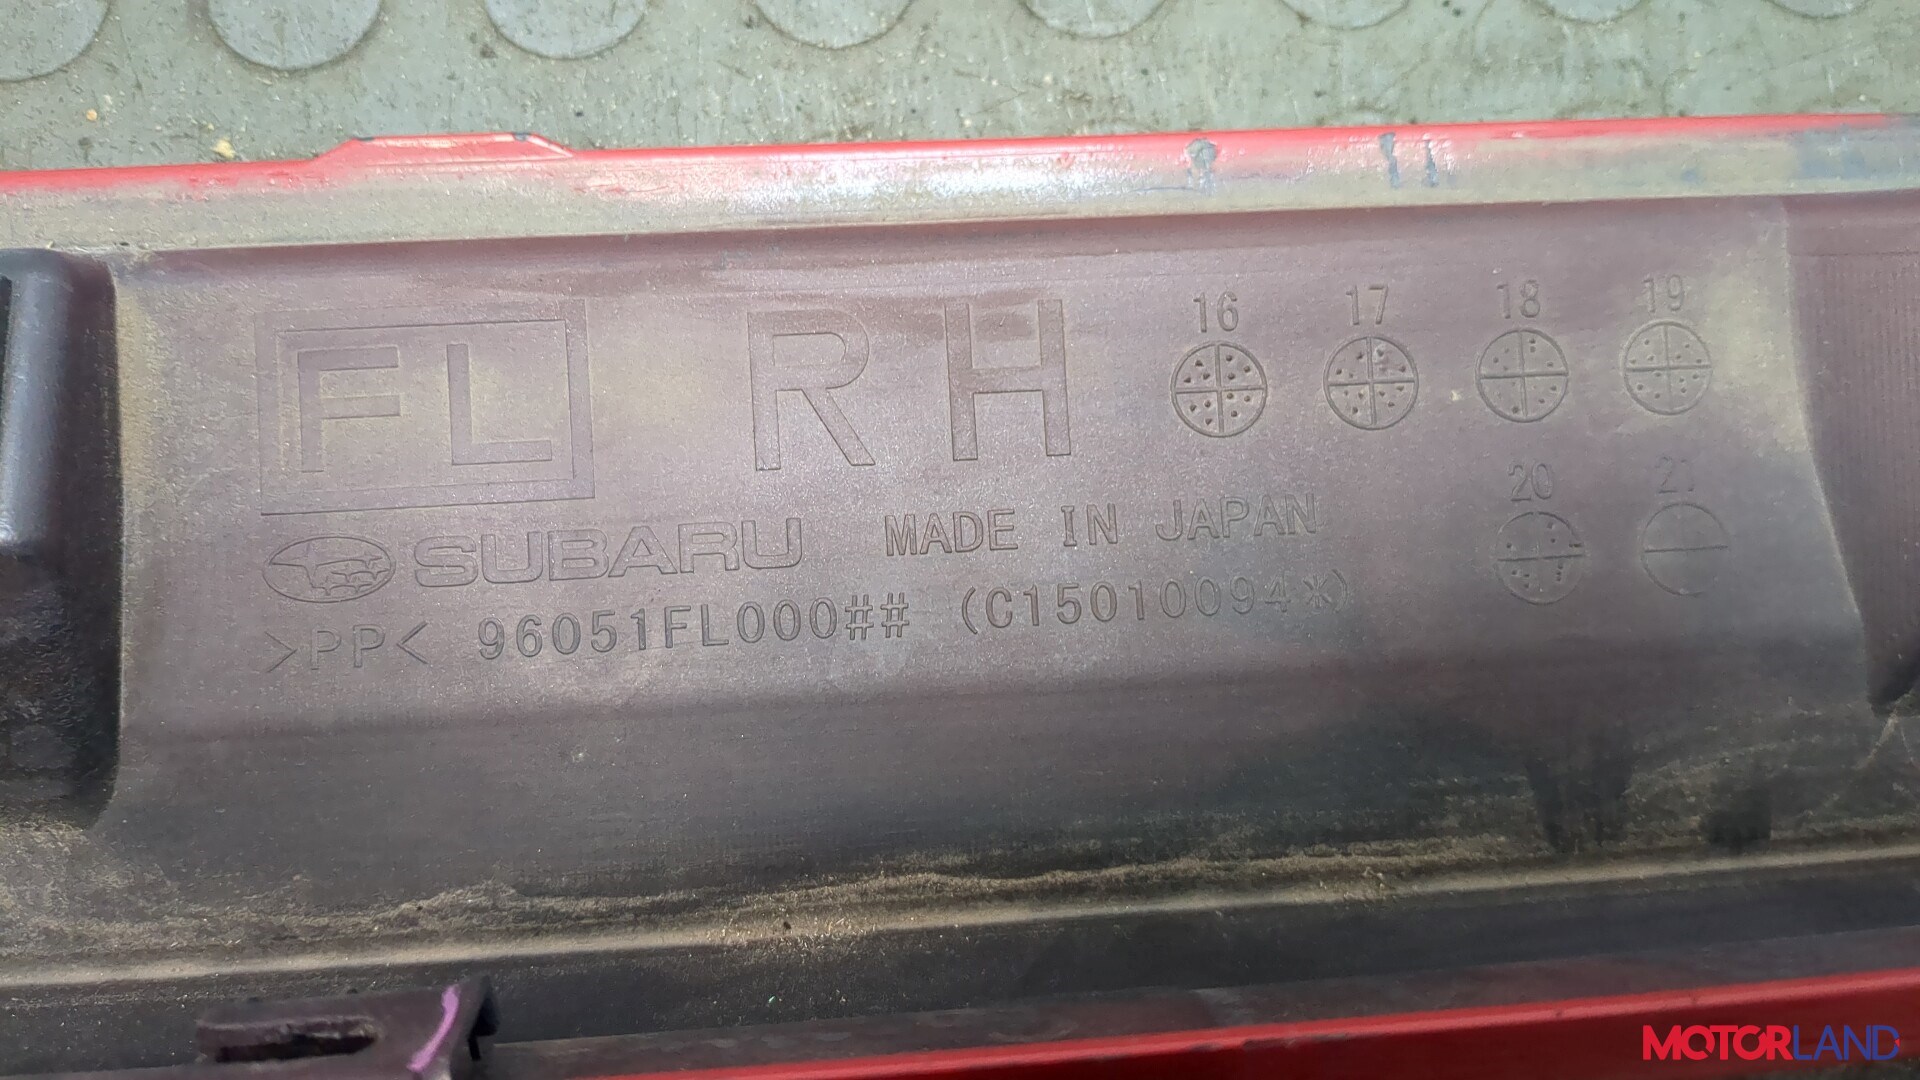 FL RH 16 17 18 19
20 21
SUBARU MADE IN JAPAN
>PP< 96051FL000## (C15010094*)
MOTORLAND